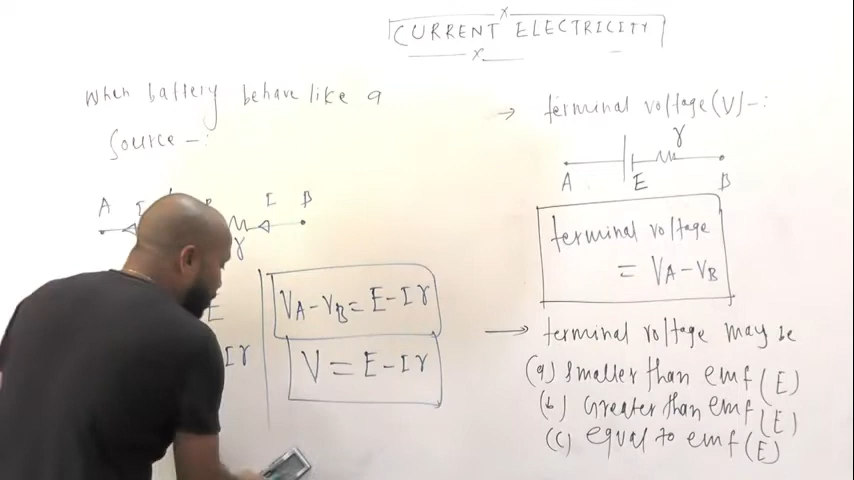 CURRENT ELECTRICITY
When battery behave like a
Source -:
A I I B
r
E
Ir
VA-VB = E-Ir
V = E-Ir
→ terminal voltage(V)-:
r
A E B
terminal voltage
= VA-VB
→ terminal voltage may be
(a) Smaller than emf(E)
(b) Greater than emf(E)
(c) equal to emf(E)